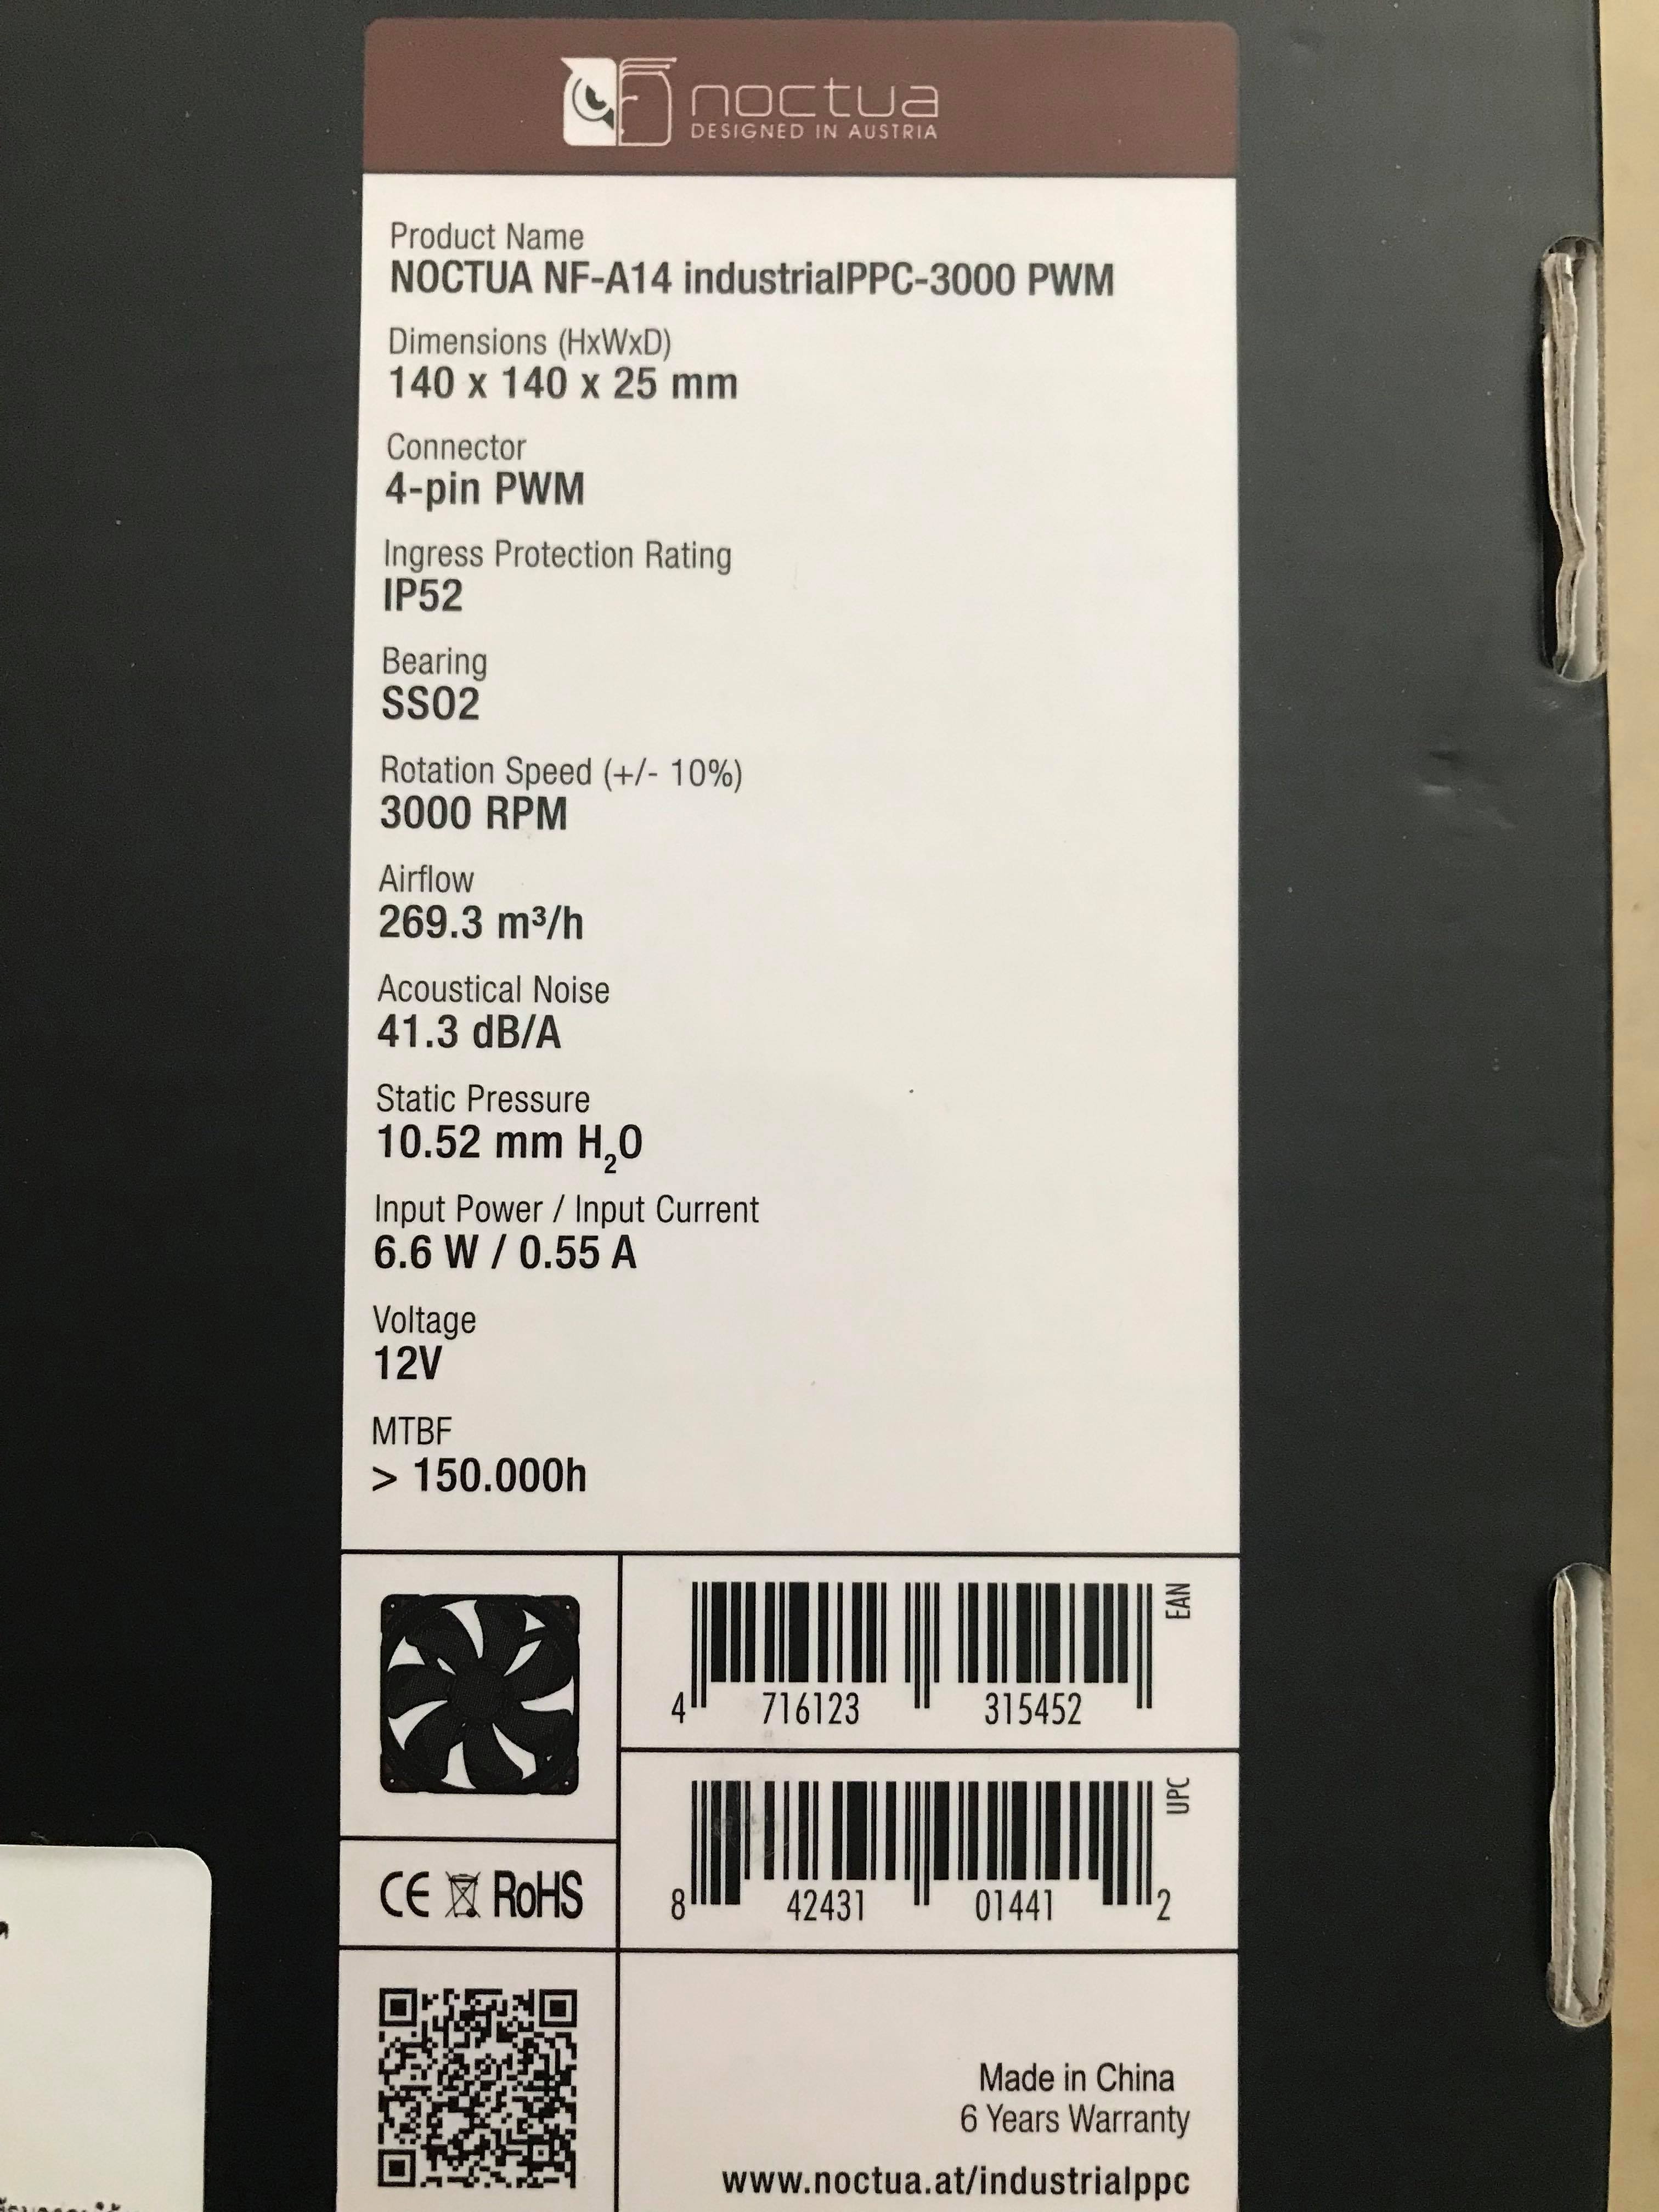 noctua
DESIGNED IN AUSTRIA
Product Name
NOCTUA NF-A14 industrialPPC-3000 PWM
Dimensions (HxWxD)
140 x 140 x 25 mm
Connector
4-pin PWM
Ingress Protection Rating
IP52
Bearing
SSO2
Rotation Speed (+/- 10%)
3000 RPM
Airflow
269.3 m³/h
Acoustical Noise
41.3 dB/A
Static Pressure
10.52 mm H₂O
Input Power / Input Current
6.6 W / 0.55 A
Voltage
12V
MTBF
> 150.000h
EAN
4 716123 315452
UPC
8 42431 01441 2
CE RoHS
Made in China
6 Years Warranty
www.noctua.at/industrialppc